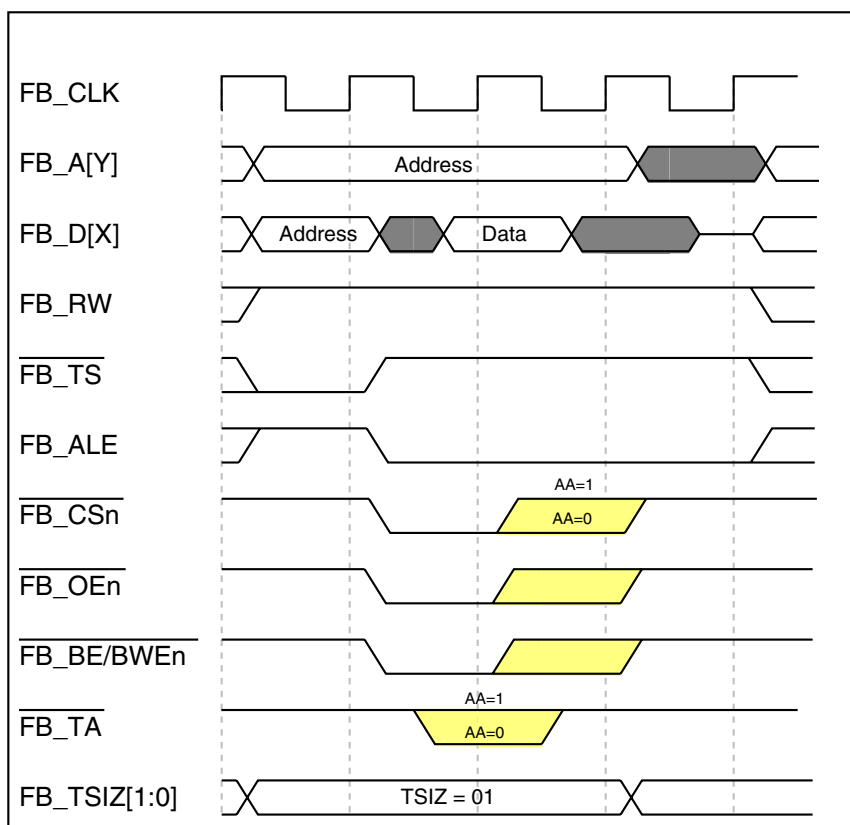 FB_CLK
FB_A[Y]
Address
FB_D[X]
Address
Data
FB_RW
FB_TS
FB_ALE
AA=1
FB_CSn
AA=0
FB_OEn
FB_BE/BWEn
AA=1
FB_TA
AA=0
FB_TSIZ[1:0]
TSIZ = 01